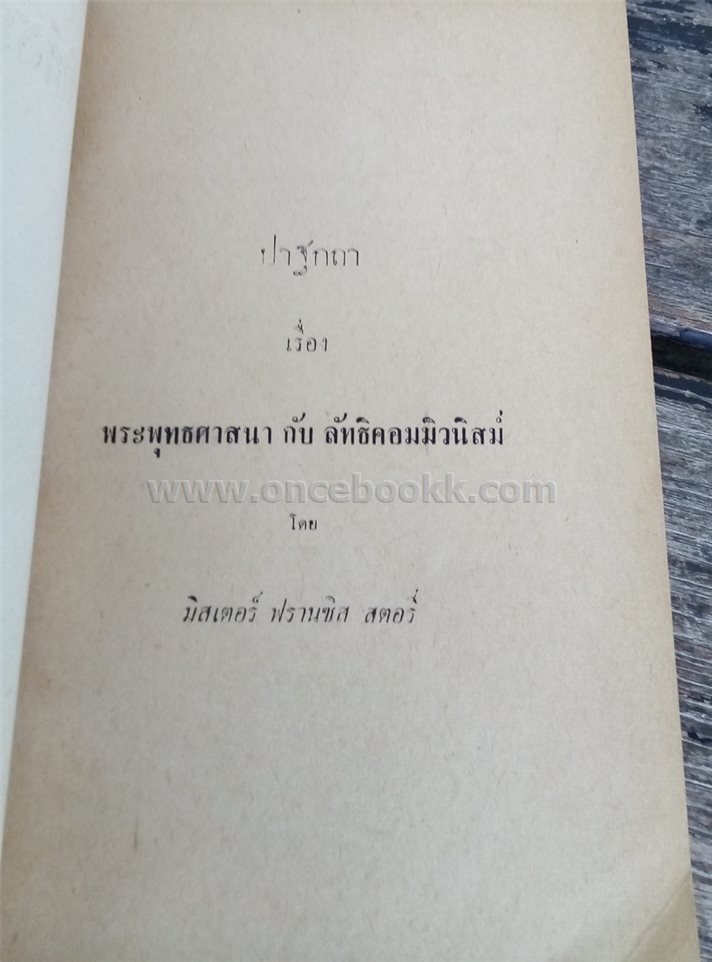 ปาฐกถา
เรื่อง
พระพุทธศาสนา กับ ลัทธิคอมมิวนิสม์
www.oncebookk.com
โดย
มิสเตอร์ ฟรานซิส สตอรี่